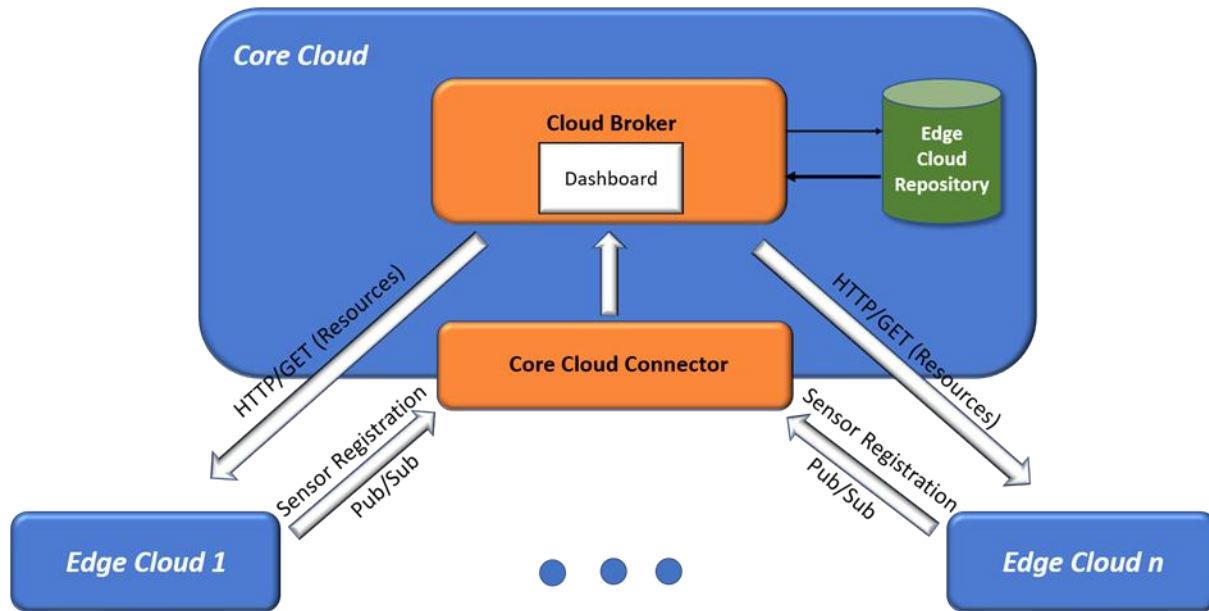 Core Cloud
Cloud Broker
Dashboard
Edge
Cloud
Repository
HTTP/GET (Resources)
HTTP/GET (Resources)
Core Cloud Connector
Sensor Registration
Pub/Sub
Sensor Registration
Pub/Sub
Edge Cloud 1
Edge Cloud n